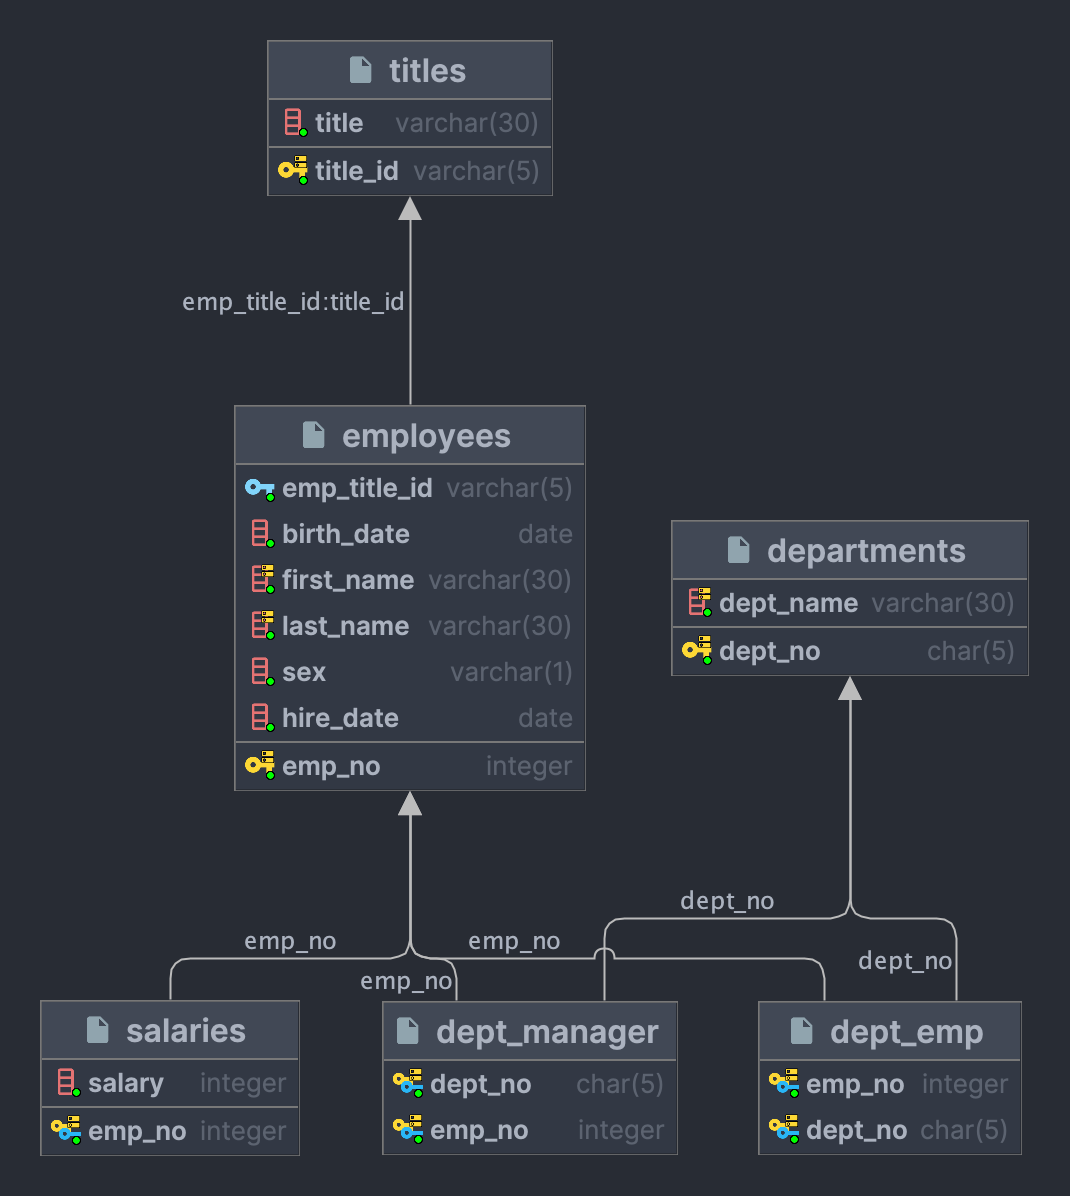 titles
title varchar(30)
title_id varchar(5)
emp_title_id:title_id
employees
emp_title_id varchar(5)
birth_date date
first_name varchar(30)
last_name varchar(30)
sex varchar(1)
hire_date date
emp_no integer
departments
dept_name varchar(30)
dept_no char(5)
dept_no
emp_no
emp_no
dept_no
emp_no
salaries
salary integer
emp_no integer
dept_manager
dept_no char(5)
emp_no integer
dept_emp
emp_no integer
dept_no char(5)